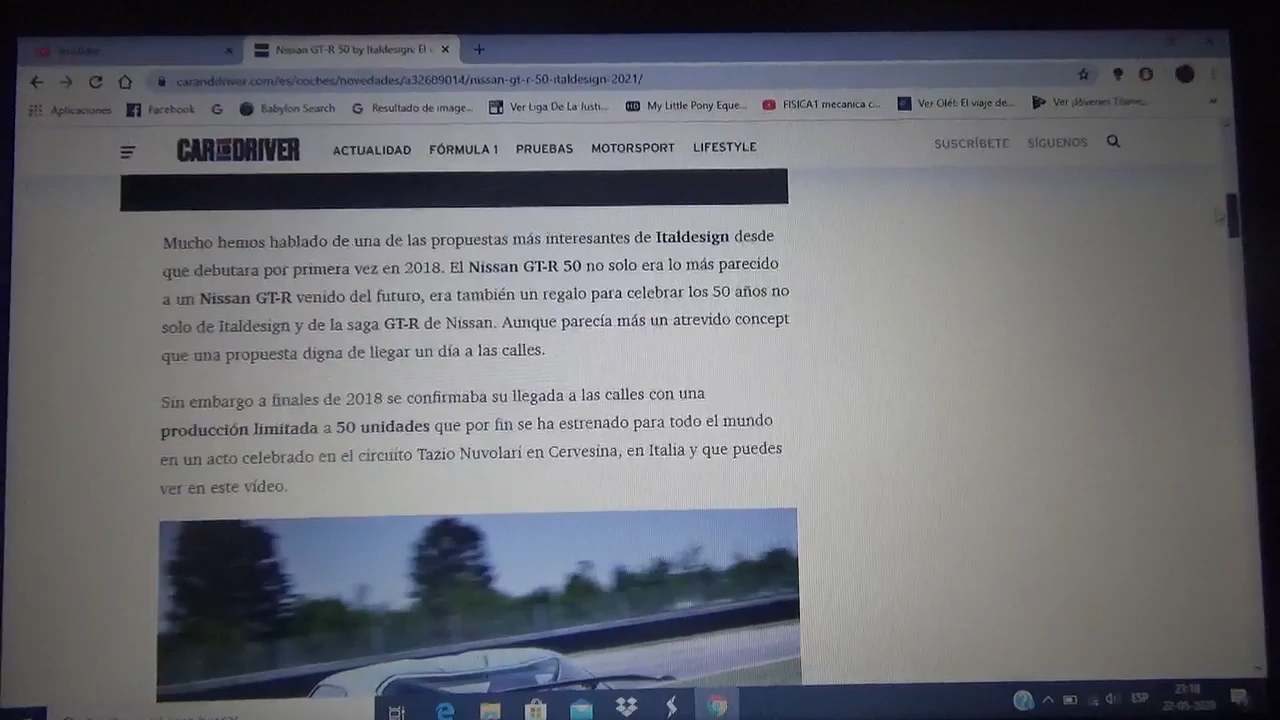 YouTube
Nissan GT-R 50 by Italdesign: El
caranddriver.com/es/coches/novedades/a32609014/nissan-gt-r-50-italdesign-2021/
Aplicaciones Facebook Babylon Search Resultado de image... Ver Liga De La Justi... My Little Pony Eque... FISICA1 mecanica c... Ver Olé!: El viaje de... Ver Jóvenes Titane...
CAR AND DRIVER ACTUALIDAD FÓRMULA 1 PRUEBAS MOTORSPORT LIFESTYLE SUSCRÍBETE SÍGUENOS
Mucho hemos hablado de una de las propuestas más interesantes de Italdesign desde
que debutara por primera vez en 2018. El Nissan GT-R 50 no solo era lo más parecido
a un Nissan GT-R venido del futuro, era también un regalo para celebrar los 50 años no
solo de Italdesign y de la saga GT-R de Nissan. Aunque parecía más un atrevido concept
que una propuesta digna de llegar un día a las calles.
Sin embargo a finales de 2018 se confirmaba su llegada a las calles con una
producción limitada a 50 unidades que por fin se ha estrenado para todo el mundo
en un acto celebrado en el circuito Tazio Nuvolari en Cervesina, en Italia y que puedes
ver en este vídeo.
ESP
21:18
22-05-2020